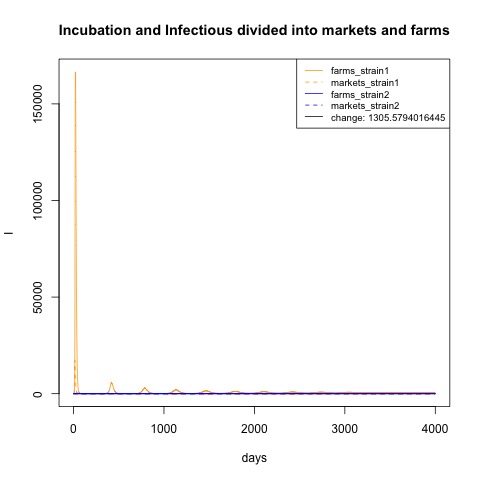 Incubation and Infectious divided into markets and farms
farms_strain1
markets_strain1
farms_strain2
markets_strain2
change: 1305.5794016445
150000
100000
50000
0
I
0 1000 2000 3000 4000
days